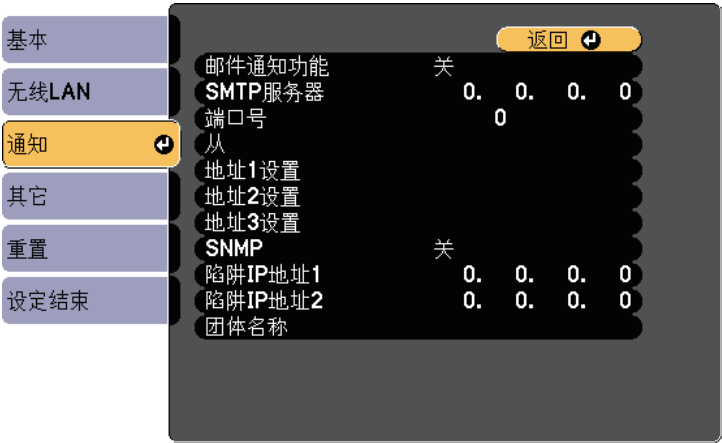 基本
无线LAN
通知
其它
重置
设定结束
返回
邮件通知功能 关
SMTP服务器 0. 0. 0. 0
端口号 0
从
地址1设置
地址2设置
地址3设置
SNMP 关
陷阱IP地址1 0. 0. 0. 0
陷阱IP地址2 0. 0. 0. 0
团体名称